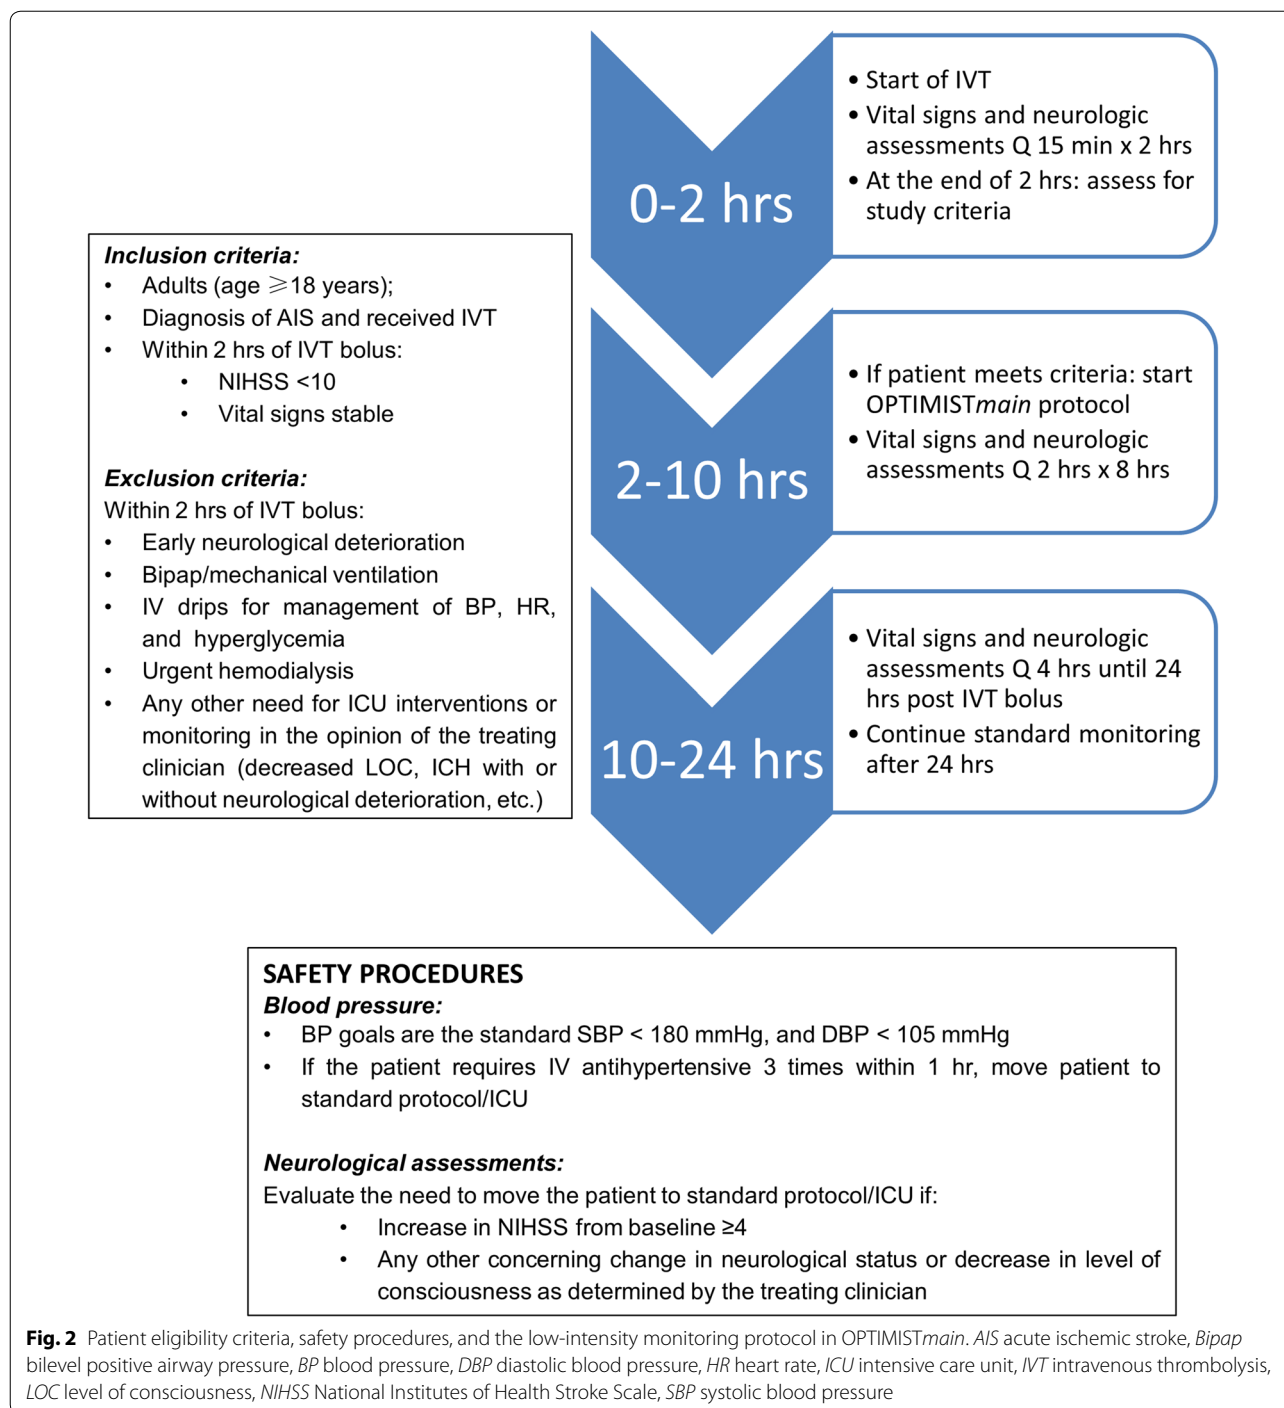 0-2 hrs
• Start of IVT
• Vital signs and neurologic
assessments Q 15 min x 2 hrs
• At the end of 2 hrs: assess for
study criteria
Inclusion criteria:
• Adults (age ⩾18 years);
• Diagnosis of AIS and received IVT
• Within 2 hrs of IVT bolus:
• NIHSS <10
• Vital signs stable
Exclusion criteria:
Within 2 hrs of IVT bolus:
• Early neurological deterioration
• Bipap/mechanical ventilation
• IV drips for management of BP, HR,
and hyperglycemia
• Urgent hemodialysis
• Any other need for ICU interventions or
monitoring in the opinion of the treating
clinician (decreased LOC, ICH with or
without neurological deterioration, etc.)
2-10 hrs
• If patient meets criteria: start
OPTIMISTmain protocol
• Vital signs and neurologic
assessments Q 2 hrs x 8 hrs
10-24 hrs
• Vital signs and neurologic
assessments Q 4 hrs until 24
hrs post IVT bolus
• Continue standard monitoring
after 24 hrs
SAFETY PROCEDURES
Blood pressure:
• BP goals are the standard SBP < 180 mmHg, and DBP < 105 mmHg
• If the patient requires IV antihypertensive 3 times within 1 hr, move patient to
standard protocol/ICU
Neurological assessments:
Evaluate the need to move the patient to standard protocol/ICU if:
• Increase in NIHSS from baseline ≥4
• Any other concerning change in neurological status or decrease in level of
consciousness as determined by the treating clinician
Fig. 2 Patient eligibility criteria, safety procedures, and the low-intensity monitoring protocol in OPTIMISTmain. AIS acute ischemic stroke, Bipap
bilevel positive airway pressure, BP blood pressure, DBP diastolic blood pressure, HR heart rate, ICU intensive care unit, IVT intravenous thrombolysis,
LOC level of consciousness, NIHSS National Institutes of Health Stroke Scale, SBP systolic blood pressure